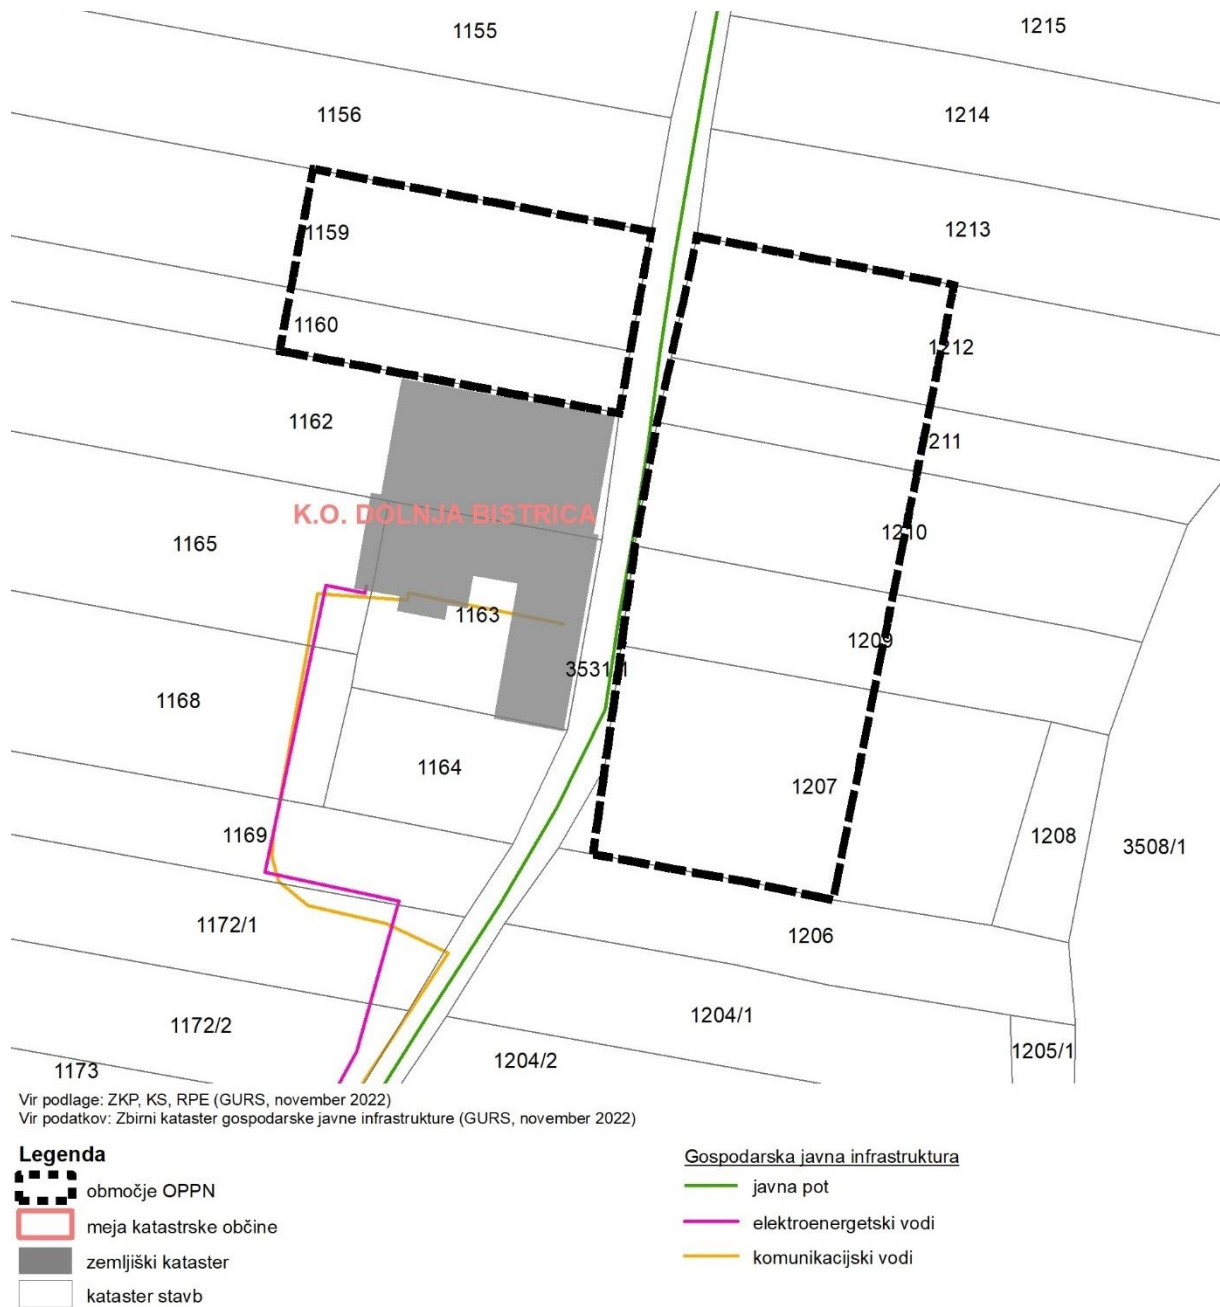 1155
1215
1156
1214
1159
1213
1160
1212
1162
211
K.O. DOLNJA BISTRICA
1165
1210
1163
1209
3531/1
1168
1164
1207
1169
1208
3508/1
1172/1
1206
1172/2
1204/1
1173
1204/2
1205/1
Vir podlage: ZKP, KS, RPE (GURS, november 2022)
Vir podatkov: Zbirni kataster gospodarske javne infrastrukture (GURS, november 2022)
Legenda
območje OPPN
meja katastrske občine
zemljiški kataster
kataster stavb
Gospodarska javna infrastruktura
javna pot
elektroenergetski vodi
komunikacijski vodi